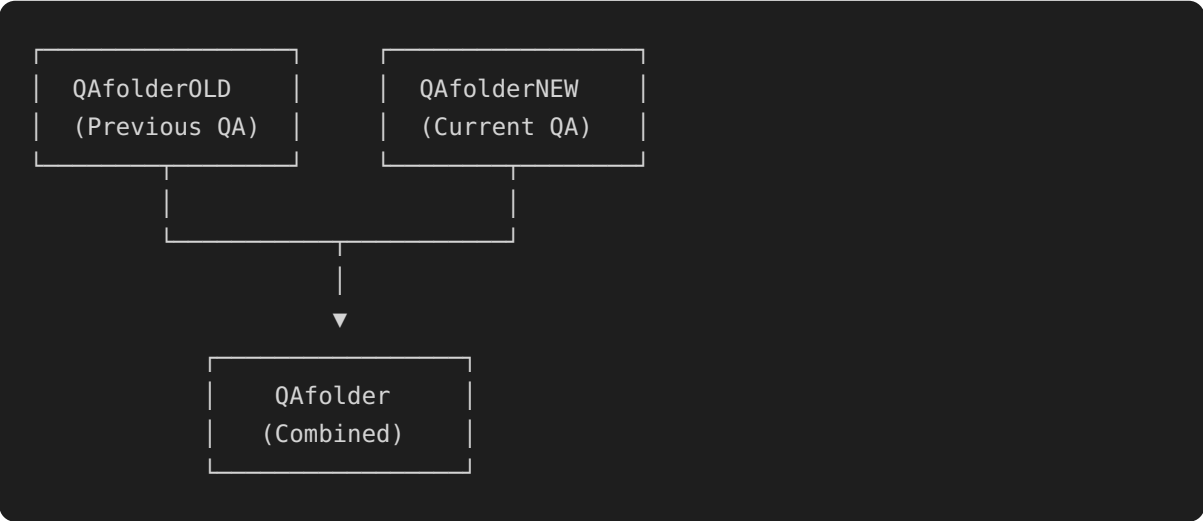 QAfolderOLD
(Previous QA)
QAfolderNEW
(Current QA)
QAfolder
(Combined)